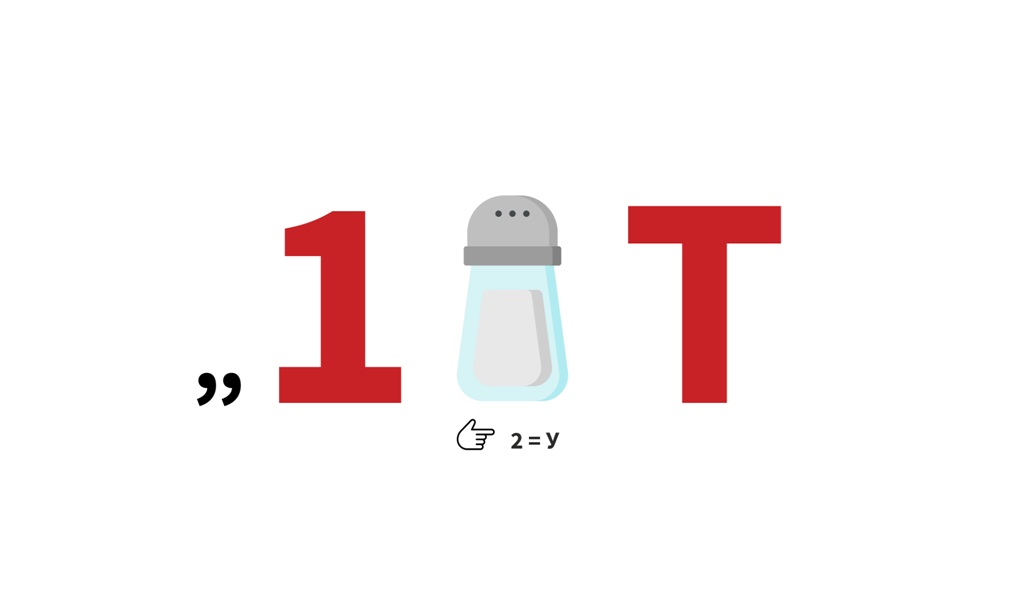 ,, 1 T
2 = У